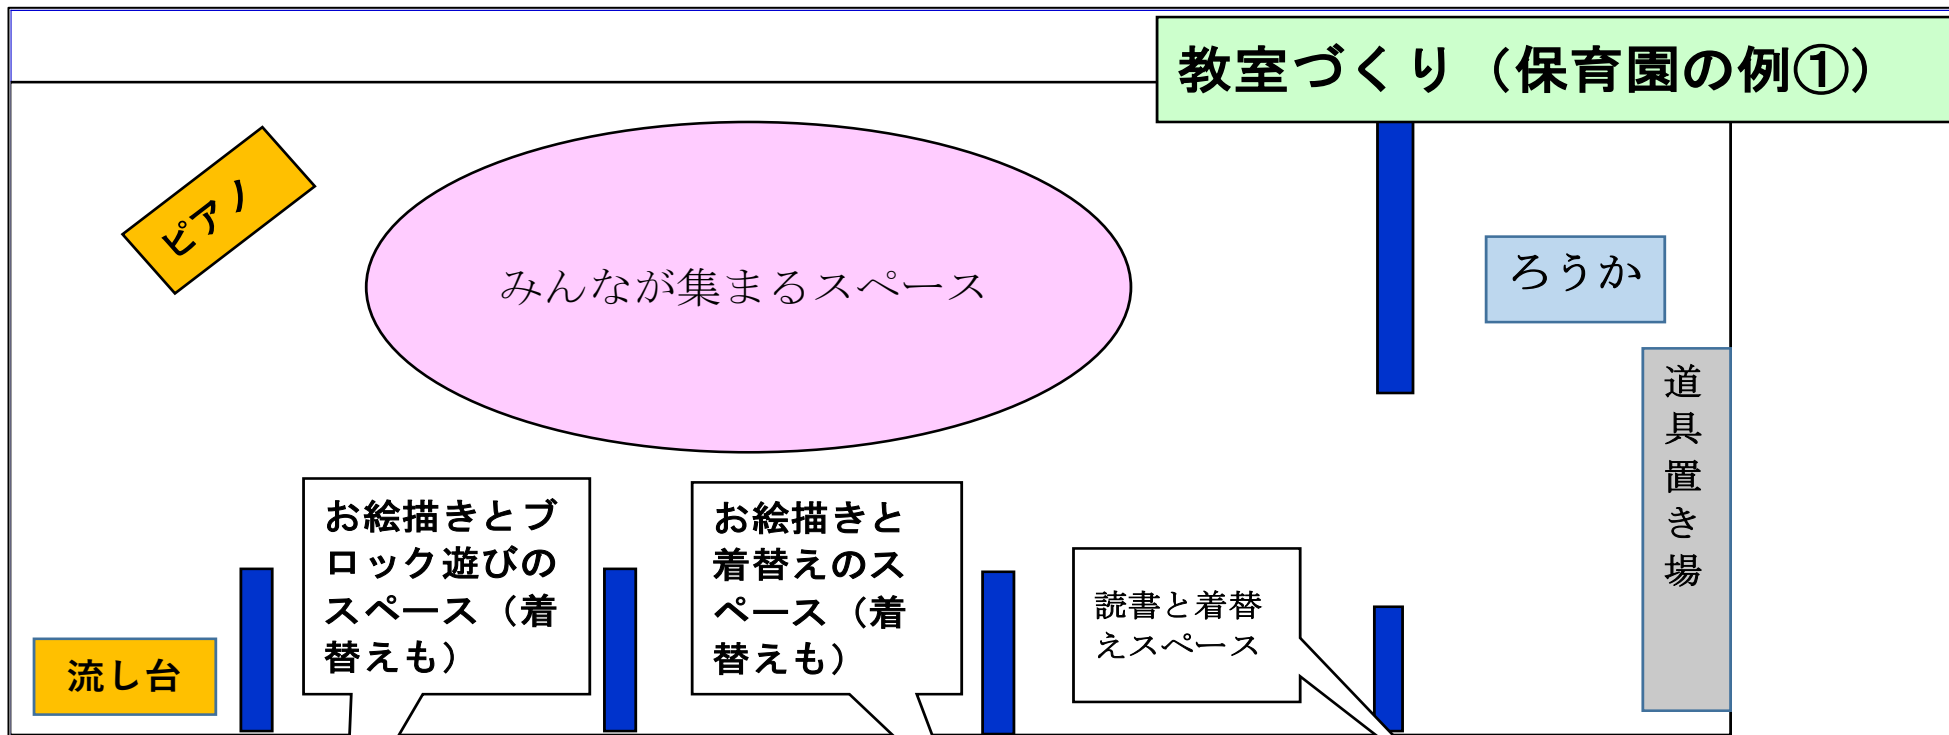 教室づくり（保育園の例①）
ピアノ
みんなが集まるスペース
ろうか
道具置き場
お絵描きとブ
ロック遊びの
スペース（着
替えも）
お絵描きと
着替えのス
ペース（着
替えも）
読書と着替
えスペース
流し台